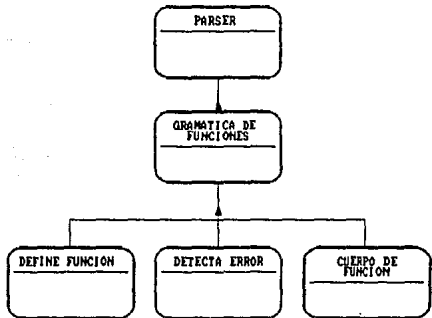 PARSER
GRAMATICA DE
FUNCIONES
DEFINE FUNCION
DETECTA ERROR
CUERPO DE
FUNCION